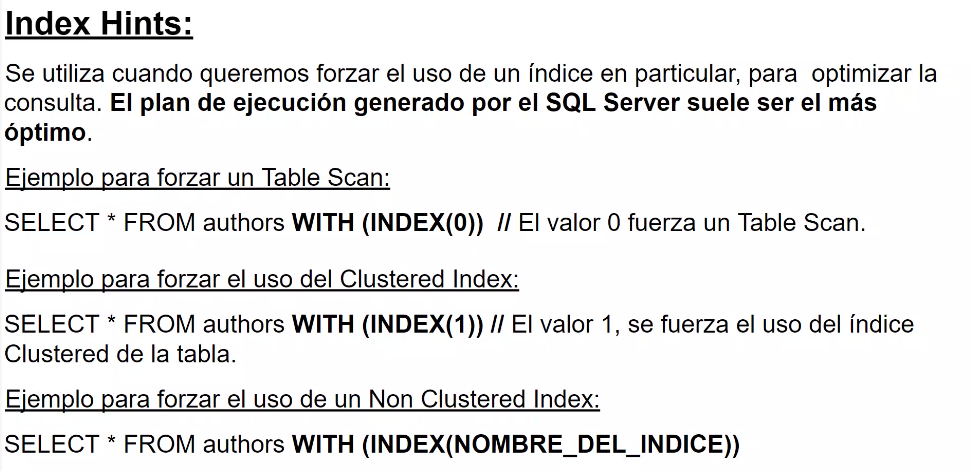 Index Hints:
Se utiliza cuando queremos forzar el uso de un índice en particular, para  optimizar la
consulta. El plan de ejecución generado por el SQL Server suele ser el más
óptimo.
Ejemplo para forzar un Table Scan:
SELECT * FROM authors WITH (INDEX(0))  // El valor 0 fuerza un Table Scan.
Ejemplo para forzar el uso del Clustered Index:
SELECT * FROM authors WITH (INDEX(1)) // El valor 1, se fuerza el uso del índice
Clustered de la tabla.
Ejemplo para forzar el uso de un Non Clustered Index:
SELECT * FROM authors WITH (INDEX(NOMBRE_DEL_INDICE))